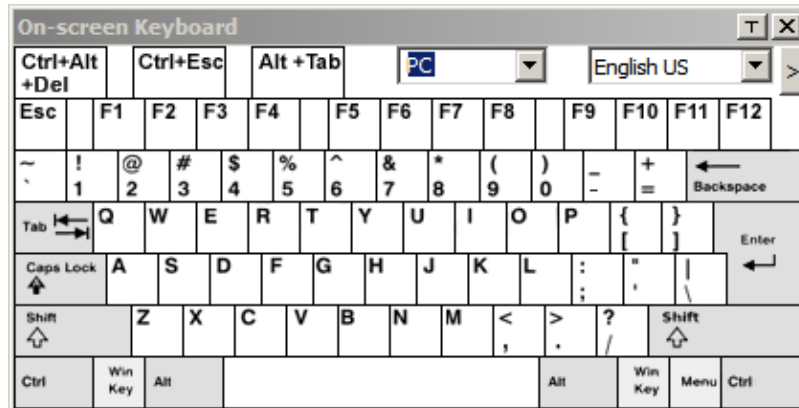 On-screen Keyboard T X
Ctrl+Alt +Del Ctrl+Esc Alt +Tab PC English US >
Esc F1 F2 F3 F4 F5 F6 F7 F8 F9 F10 F11 F12
~ ! @ # $ % ^ & * ( ) _ +
` 1 2 3 4 5 6 7 8 9 0 - = Backspace
Tab Q W E R T Y U I O P { }
[ ] Enter
Caps Lock A S D F G H J K L : " |
; ' \
Shift Z X C V B N M < > ? Shift
, . /
Ctrl Win Key Alt Alt Win Key Menu Ctrl